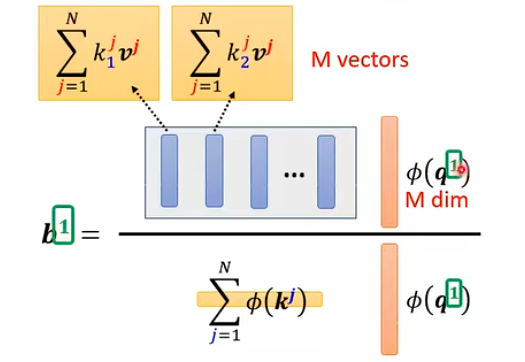 N N
∑ k₁ʲ vʲ ∑ k₂ʲ vʲ M vectors
j=1 j=1
... ϕ(q¹)
M dim
b¹ =
N
∑ ϕ(kʲ) ϕ(q¹)
j=1